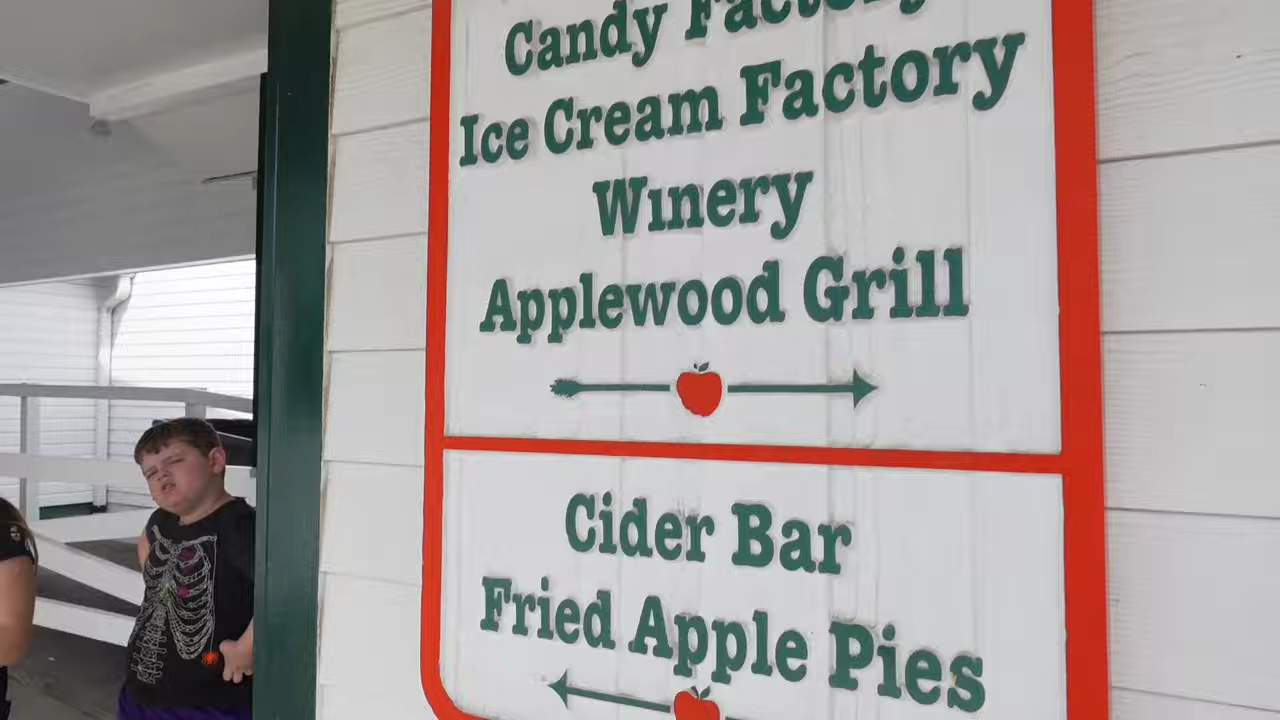 Candy Factory
Ice Cream Factory
Winery
Applewood Grill
Cider Bar
Fried Apple Pies